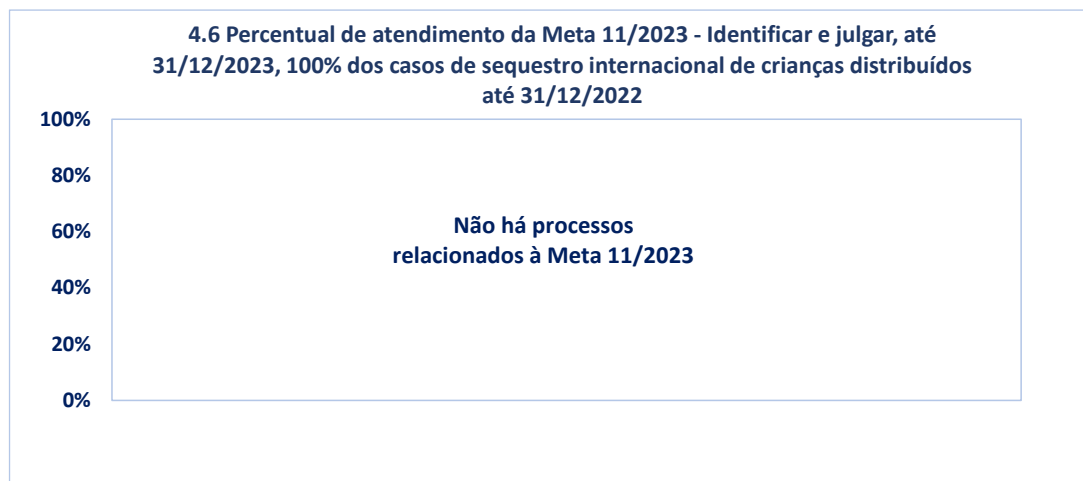 4.6 Percentual de atendimento da Meta 11/2023 - Identificar e julgar, até
31/12/2023, 100% dos casos de sequestro internacional de crianças distribuídos
até 31/12/2022
100%
80%
60%
40%
20%
0%
Não há processos
relacionados à Meta 11/2023